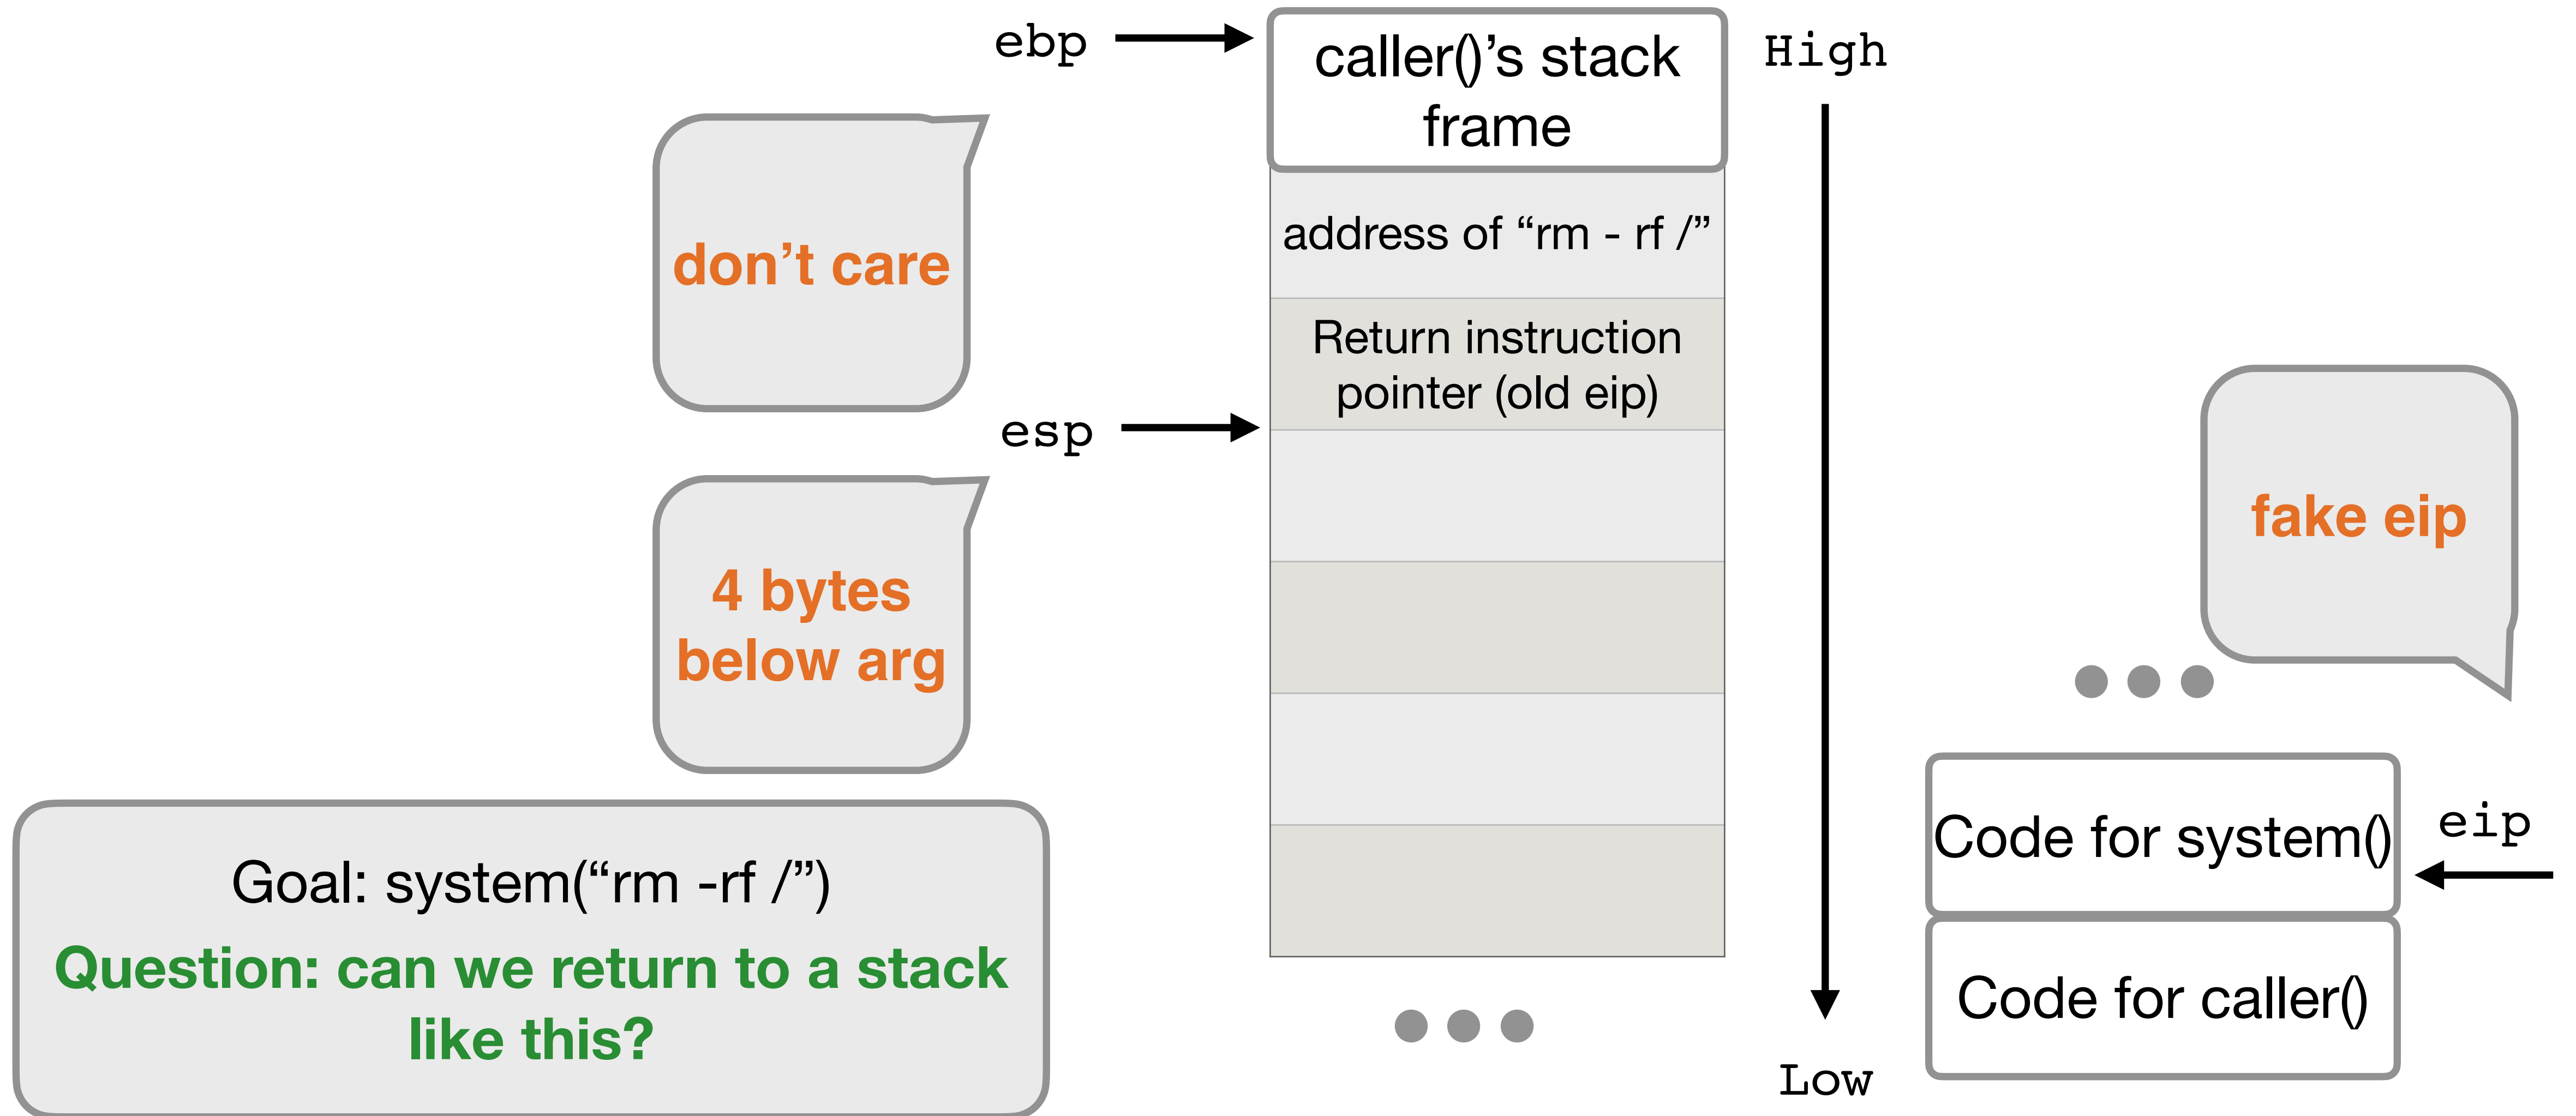 ebp
caller()’s stack
frame
High
don’t care
address of “rm - rf /”
Return instruction
pointer (old eip)
esp
4 bytes
below arg
fake eip
Goal: system(“rm -rf /”)
Question: can we return to a stack
like this?
Code for system()
eip
Code for caller()
Low